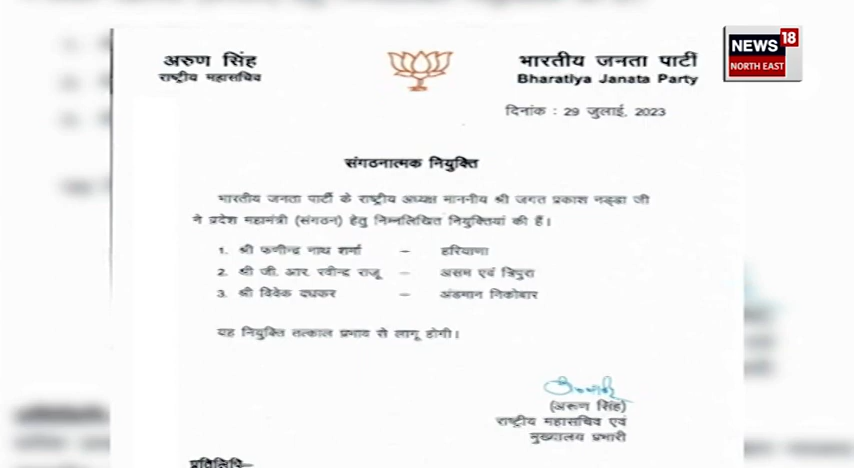 NEWS 18
NORTH EAST
अरुण सिंह
राष्ट्रीय महासचिव
भारतीय जनता पार्टी
Bharatiya Janata Party
दिनांक : 29 जुलाई, 2023
संगठनात्मक नियुक्ति
भारतीय जनता पार्टी के राष्ट्रीय अध्यक्ष माननीय श्री जगत प्रकाश नड्डा जी
ने प्रदेश महामंत्री (संगठन) हेतु निम्नलिखित नियुक्तियां की हैं।
1. श्री फणीन्द्र नाथ शर्मा – हरियाणा
2. श्री जी. आर. रवीन्द्र राजू – असम एवं त्रिपुरा
3. श्री विवेक दधकर – अंडमान निकोबार
यह नियुक्ति तत्काल प्रभाव से लागू होगी।
(अरूण सिंह)
राष्ट्रीय महासचिव एवं
मुख्यालय प्रभारी
प्रतिलिपि–